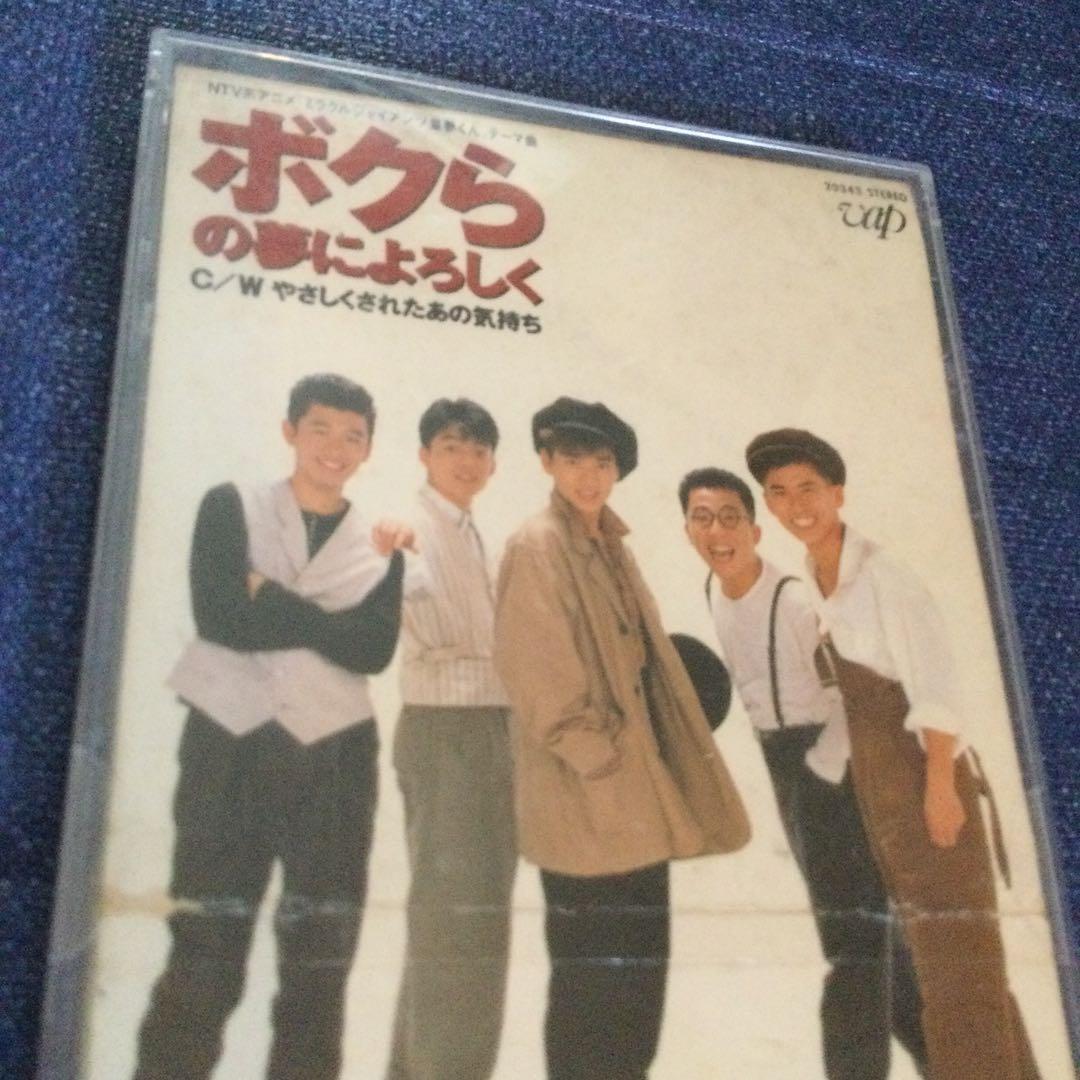 NTV系アニメ「ミラクルジャイアンツ童夢くん」テーマ曲
ボクら
の夢によろしく
C/W やさしくされたあの気持ち
20343 STEREO
vap